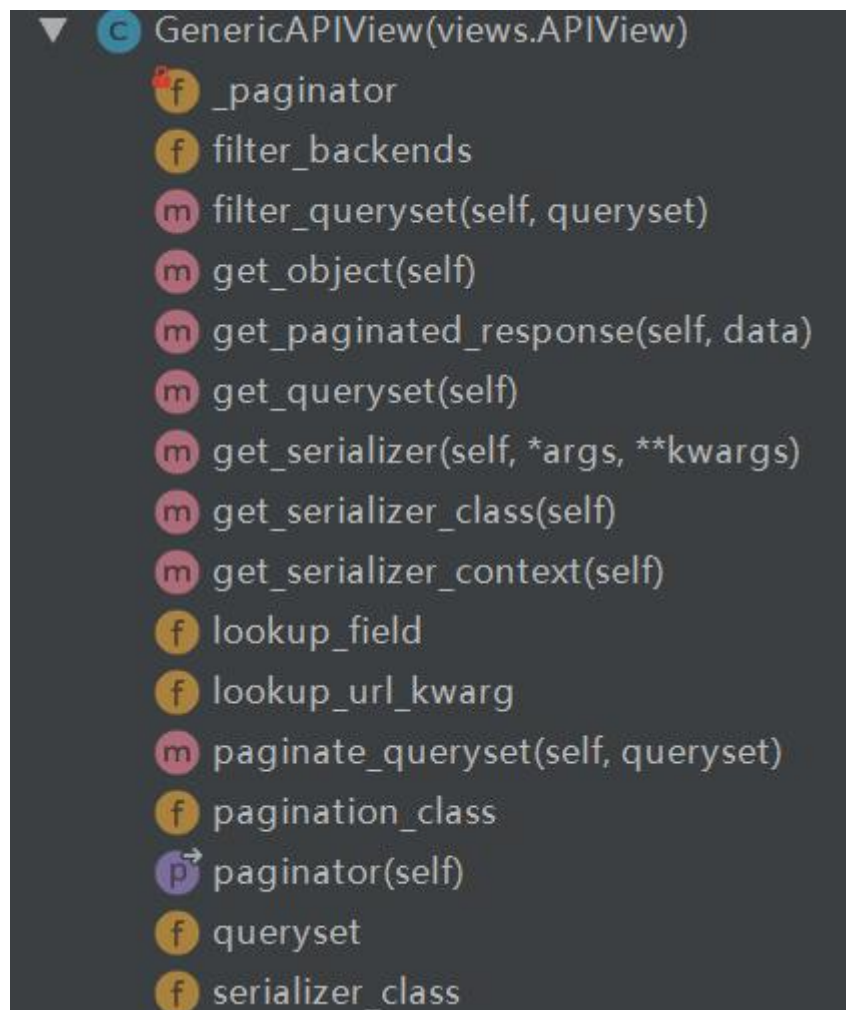 C GenericAPIView(views.APIView)
f _paginator
f filter_backends
m filter_queryset(self, queryset)
m get_object(self)
m get_paginated_response(self, data)
m get_queryset(self)
m get_serializer(self, *args, **kwargs)
m get_serializer_class(self)
m get_serializer_context(self)
f lookup_field
f lookup_url_kwarg
m paginate_queryset(self, queryset)
f pagination_class
p paginator(self)
f queryset
f serializer_class